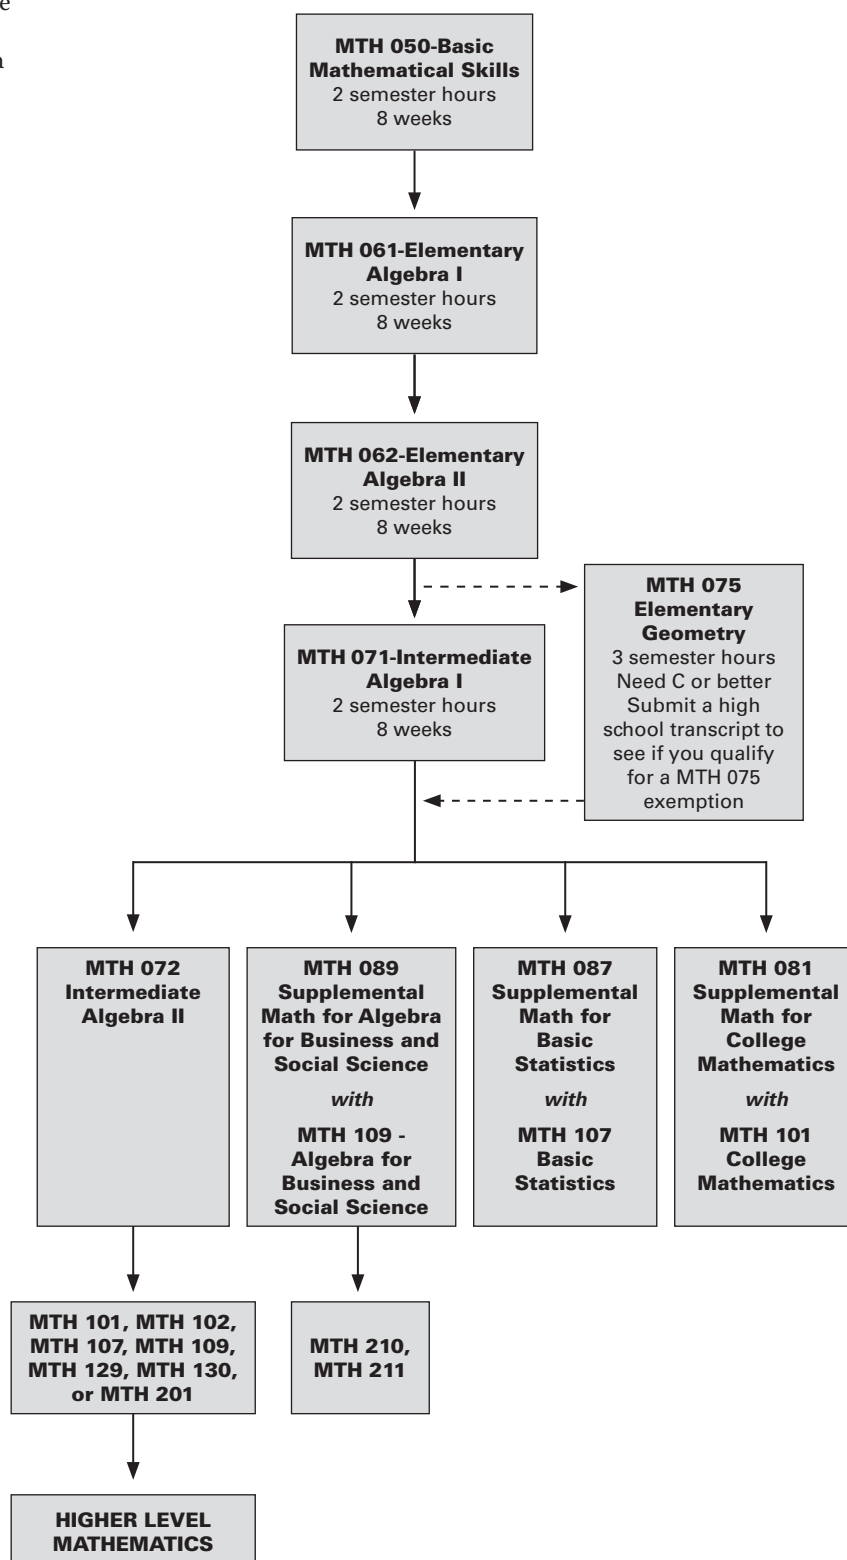 MTH 050-Basic
Mathematical Skills
2 semester hours
8 weeks
MTH 061-Elementary
Algebra I
2 semester hours
8 weeks
MTH 062-Elementary
Algebra II
2 semester hours
8 weeks
MTH 075
Elementary
Geometry
3 semester hours
Need C or better
Submit a high
school transcript to
see if you qualify
for a MTH 075
exemption
MTH 071-Intermediate
Algebra I
2 semester hours
8 weeks
MTH 072
Intermediate
Algebra II
MTH 089
Supplemental
Math for Algebra
for Business and
Social Science
with
MTH 109 -
Algebra for
Business and
Social Science
MTH 087
Supplemental
Math for
Basic
Statistics
with
MTH 107
Basic
Statistics
MTH 081
Supplemental
Math for
College
Mathematics
with
MTH 101
College
Mathematics
MTH 101, MTH 102,
MTH 107, MTH 109,
MTH 129, MTH 130,
or MTH 201
MTH 210,
MTH 211
HIGHER LEVEL
MATHEMATICS